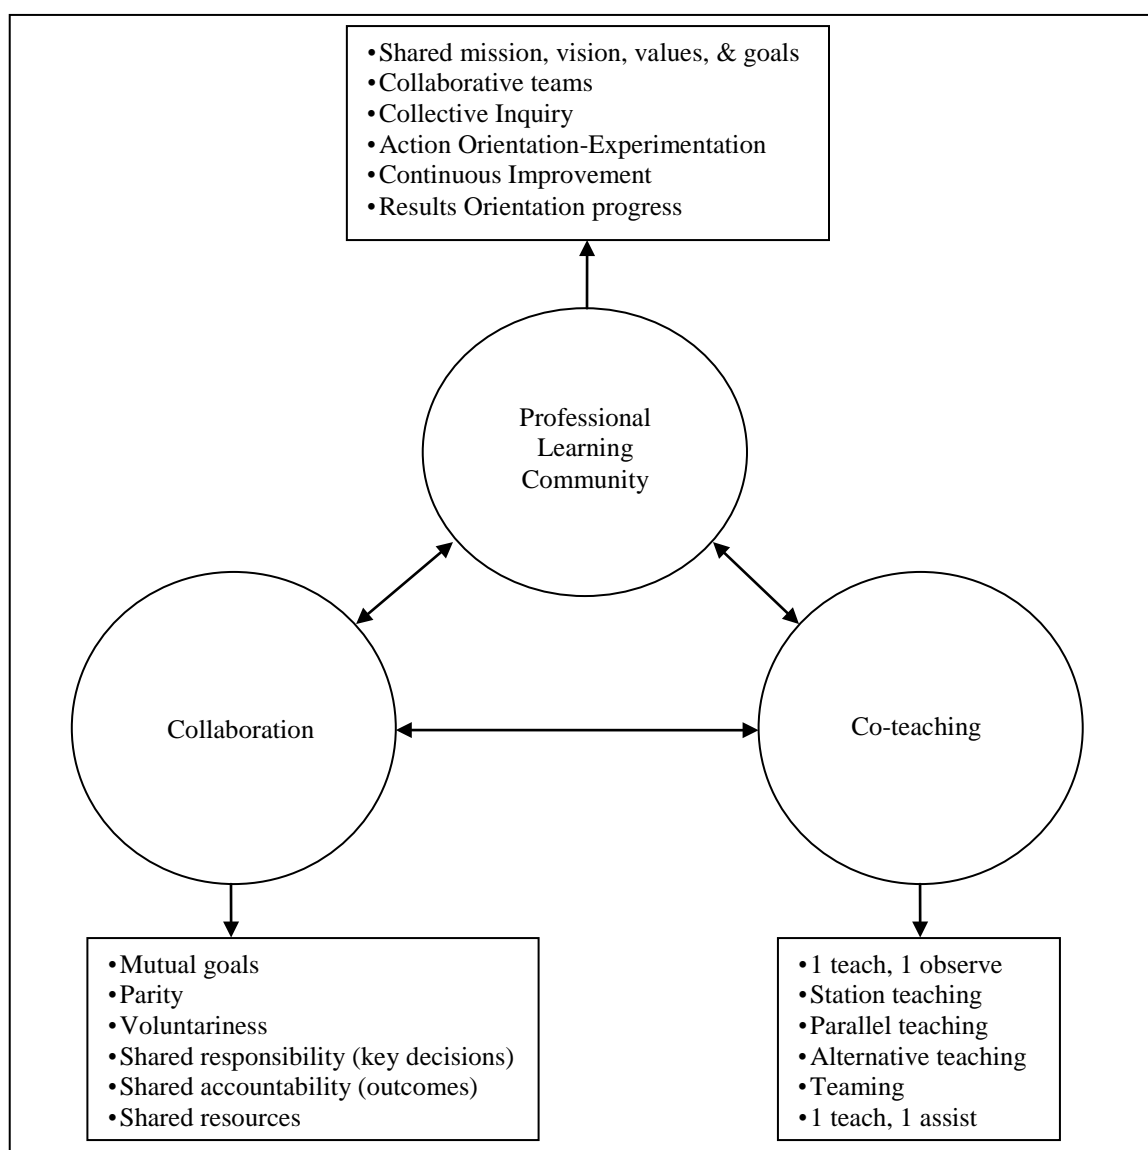 •Shared mission, vision, values, & goals
•Collaborative teams
•Collective Inquiry
•Action Orientation-Experimentation
•Continuous Improvement
•Results Orientation progress
Professional
Learning
Community
Collaboration
Co-teaching
•Mutual goals
•Parity
•Voluntariness
•Shared responsibility (key decisions)
•Shared accountability (outcomes)
•Shared resources
•1 teach, 1 observe
•Station teaching
•Parallel teaching
•Alternative teaching
•Teaming
•1 teach, 1 assist